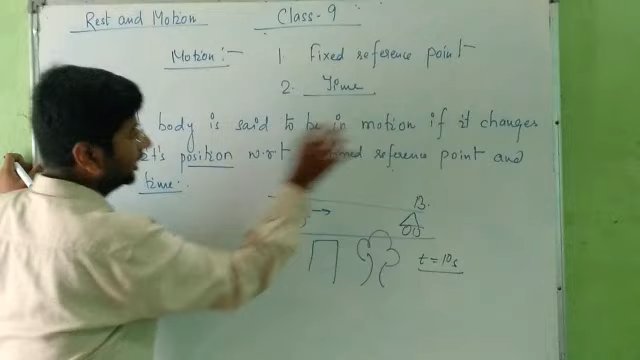 Rest and Motion Class-9
Motion:- 1. Fixed reference point-
2. Time
body is said to be in motion if it changes
it's position w.r.t reference point and
time.
B.
t=10s